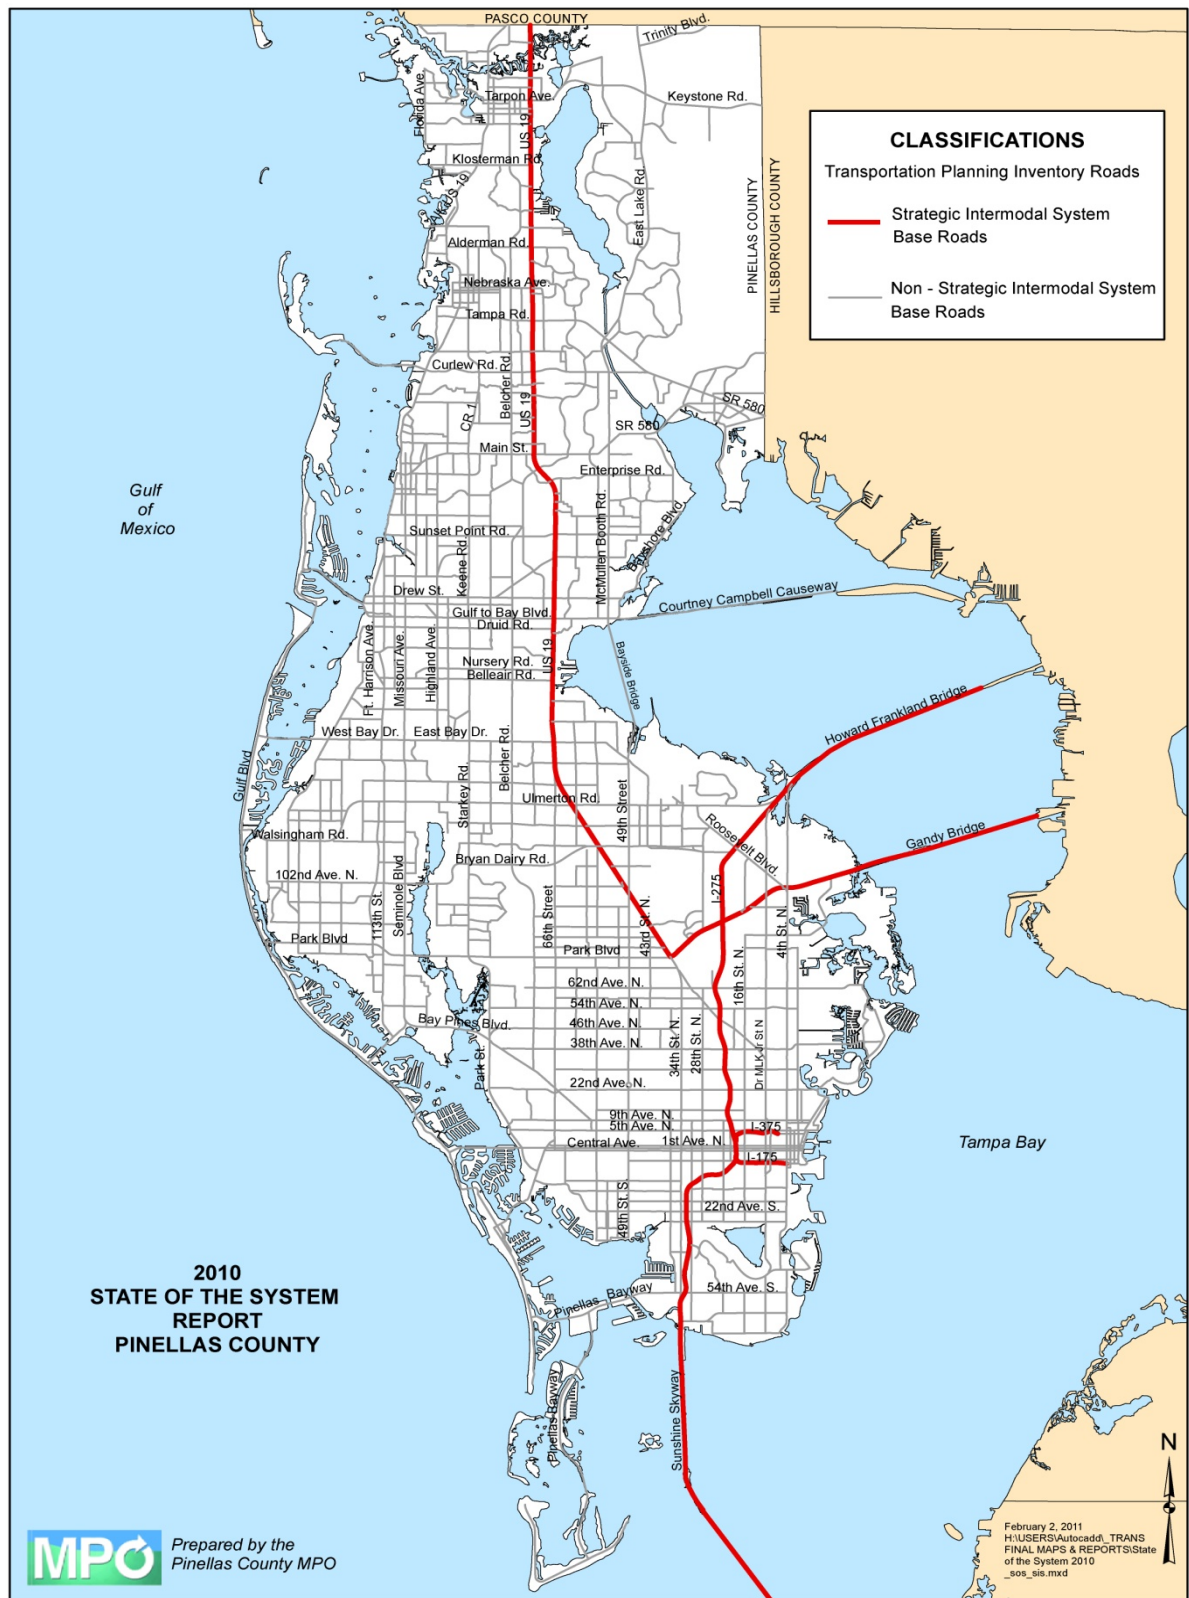 PASCO COUNTY
Trinity Blvd.
Tarpon Ave.
Keystone Rd.
Florida Ave.
US 19
Klosterman Rd
Alt US 19
East Lake Rd.
PINELLAS COUNTY
HILLSBOROUGH COUNTY
CLASSIFICATIONS
Transportation Planning Inventory Roads
Strategic Intermodal System
Base Roads
Non - Strategic Intermodal System
Base Roads
Alderman Rd.
Nebraska Ave.
Tampa Rd.
Curlew Rd.
Belcher Rd.
US 19
CR 1
SR 580
SR 580
Main St.
Enterprise Rd.
Gulf
of
Mexico
McMullen Booth Rd.
Bayshore Blvd.
Sunset Point Rd.
Keene Rd.
Drew St.
Courtney Campbell Causeway
Gulf to Bay Blvd.
Druid Rd.
Ft. Harrison Ave.
Missouri Ave.
Highland Ave.
US 19
Bayside Bridge
Nursery Rd.
Belleair Rd.
Howard Frankland Bridge
West Bay Dr.
East Bay Dr.
Belcher Rd.
Gulf Blvd
Starkey Rd.
Ulmerton Rd.
49th Street
Roosevelt Blvd.
Gandy Bridge
Walsingham Rd.
Bryan Dairy Rd.
102nd Ave. N.
113th St.
Seminole Blvd
66th Street
43rd St. N.
I-275
4th St. N.
Park Blvd
Park Blvd
16th St. N.
62nd Ave. N.
54th Ave. N.
Bay Pines Blvd.
46th Ave. N.
38th Ave. N.
34th St. N.
28th St. N.
Dr MLK Jr St N
Park St.
22nd Ave. N.
9th Ave. N.
5th Ave. N.
I-375
Central Ave.
1st Ave. N.
I-175
Tampa Bay
49th St. S.
22nd Ave. S.
54th Ave. S.
Pinellas Bayway
2010
STATE OF THE SYSTEM
REPORT
PINELLAS COUNTY
Pinellas Bayway
Sunshine Skyway
N
MPO
Prepared by the
Pinellas County MPO
February 2, 2011
H:\USERS\Autocadd\_TRANS
FINAL MAPS & REPORTS\State
of the System 2010
_sos_sis.mxd